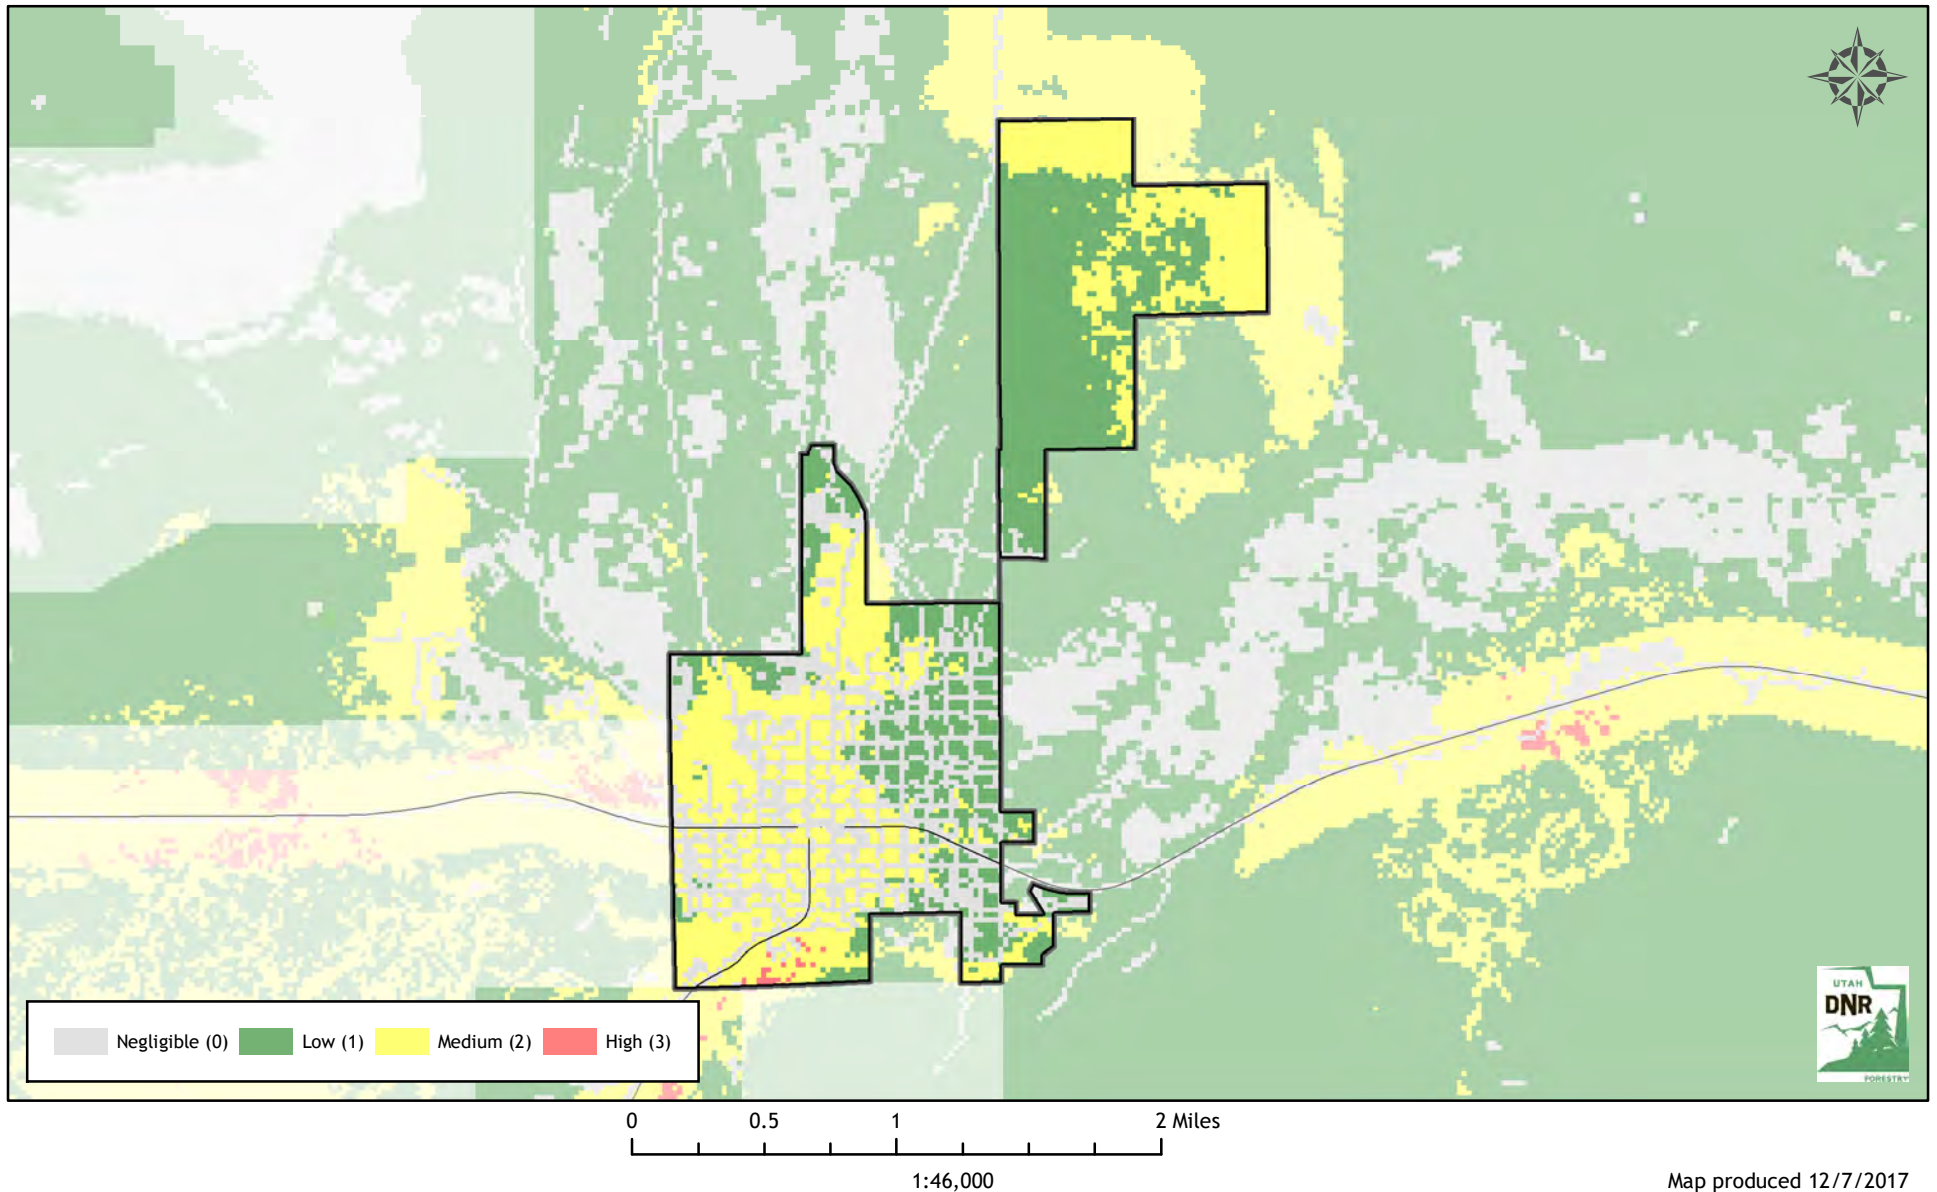 UTAH
DNR
FORESTRY
Negligible (0) Low (1) Medium (2) High (3)
0 0.5 1 2 Miles
1:46,000
Map produced 12/7/2017